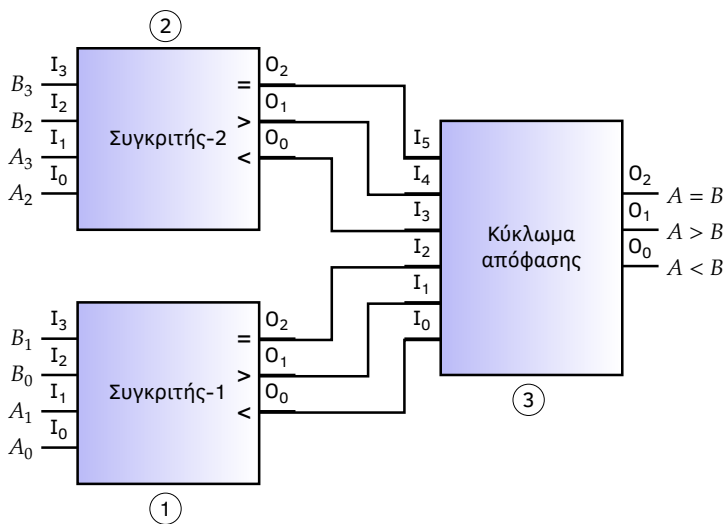 ②
I₃
B₃
I₂
B₂
I₁
A₃
I₀
A₂
Συγκριτής-2
=
>
<
O₂
O₁
O₀
I₅
I₄
I₃
I₂
I₁
I₀
Κύκλωμα
απόφασης
O₂
A = B
O₁
A > B
O₀
A < B
③
I₃
B₁
I₂
B₀
I₁
A₁
I₀
A₀
Συγκριτής-1
=
>
<
O₂
O₁
O₀
①